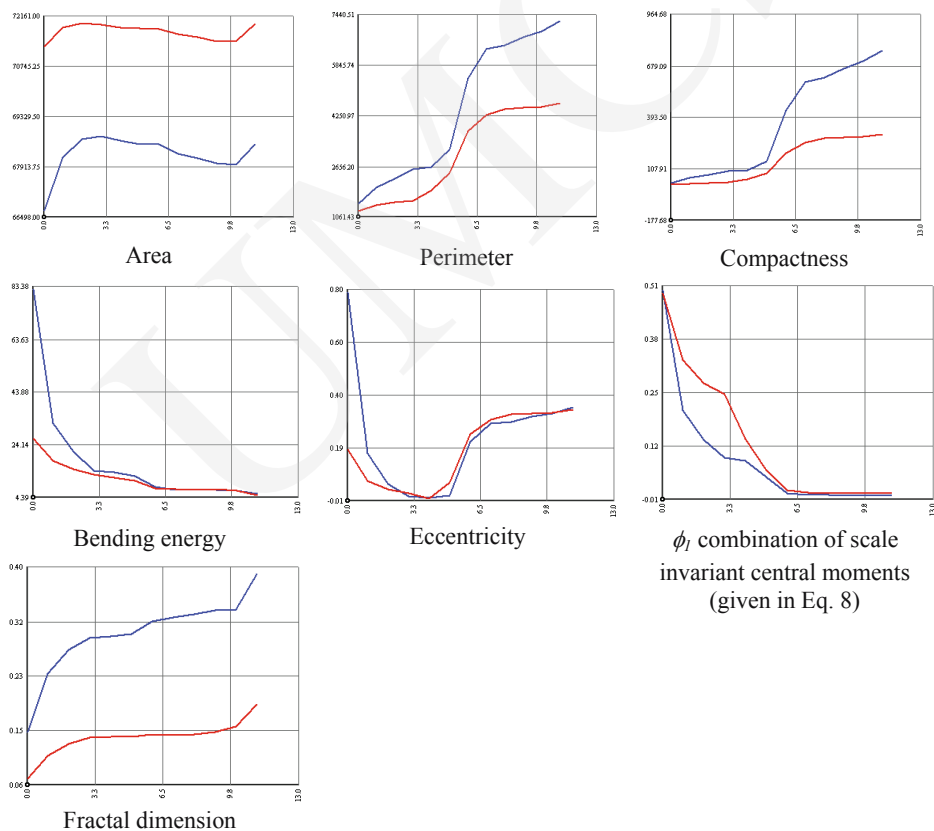 72161.00
70745.25
69329.50
67913.75
66498.00
0.0 3.3 6.5 9.8 13.0
Area
7440.51
5845.74
4250.97
2656.20
1061.43
0.0 3.3 6.5 9.8 13.0
Perimeter
964.68
679.09
393.50
107.91
-177.68
0.0 3.3 6.5 9.8 13.0
Compactness
83.38
63.63
43.88
24.14
4.39
0.0 3.3 6.5 9.8 13.0
Bending energy
0.80
0.60
0.40
0.19
-0.01
0.0 3.3 6.5 9.8 13.0
Eccentricity
0.51
0.38
0.25
0.12
-0.01
0.0 3.3 6.5 9.8 13.0
ϕ1 combination of scale
invariant central moments
(given in Eq. 8)
0.40
0.32
0.23
0.15
0.06
0.0 3.3 6.5 9.8 13.0
Fractal dimension